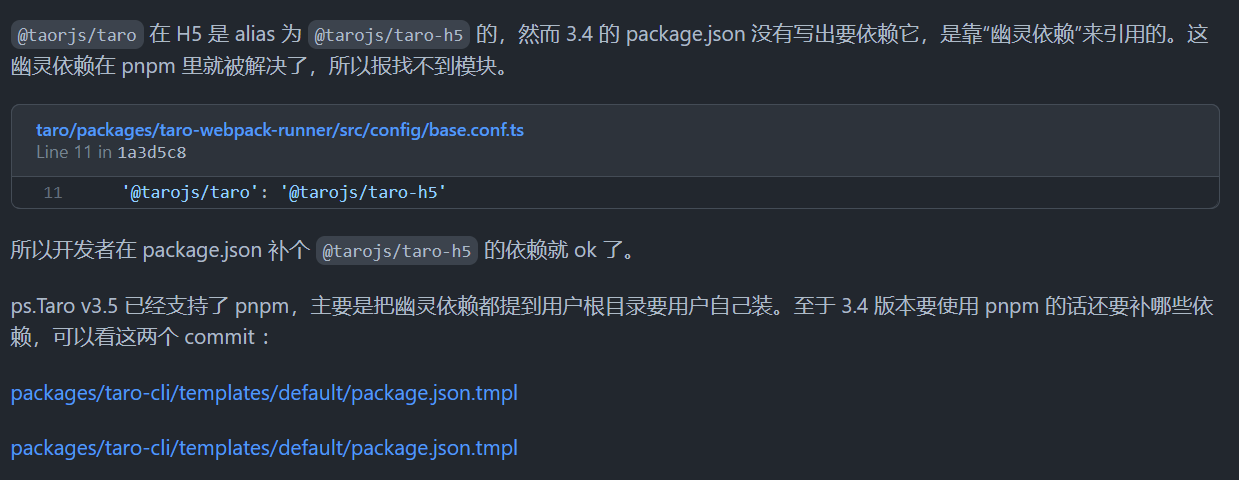 @taorjs/taro 在 H5 是 alias 为 @tarojs/taro-h5 的，然而 3.4 的 package.json 没有写出要依赖它，是靠“幽灵依赖”来引用的。这
幽灵依赖在 pnpm 里就被解决了，所以报找不到模块。
taro/packages/taro-webpack-runner/src/config/base.conf.ts
Line 11 in 1a3d5c8
11 '@tarojs/taro': '@tarojs/taro-h5'
所以开发者在 package.json 补个 @tarojs/taro-h5 的依赖就 ok 了。
ps.Taro v3.5 已经支持了 pnpm，主要是把幽灵依赖都提到用户根目录要用户自己装。至于 3.4 版本要使用 pnpm 的话还要补哪些依
赖，可以看这两个 commit：
packages/taro-cli/templates/default/package.json.tmpl
packages/taro-cli/templates/default/package.json.tmpl